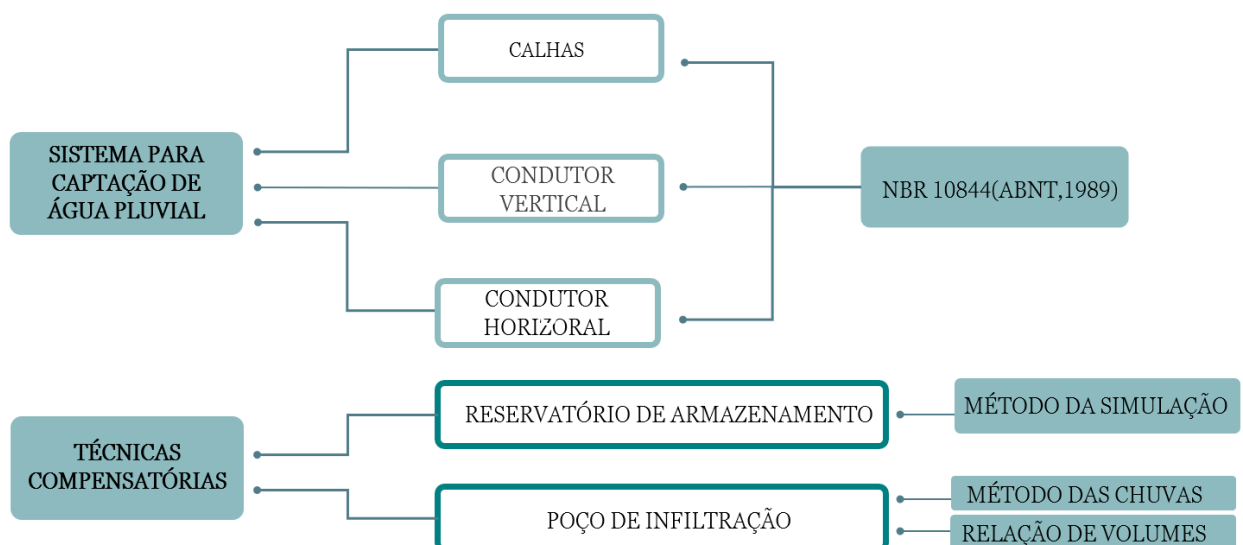 CALHAS
SISTEMA PARA
CAPTAÇÃO DE
ÁGUA PLUVIAL
CONDUTOR
VERTICAL
NBR 10844(ABNT,1989)
CONDUTOR
HORIZORAL
RESERVATÓRIO DE ARMAZENAMENTO
MÉTODO DA SIMULAÇÃO
TÉCNICAS
COMPENSATÓRIAS
POÇO DE INFILTRAÇÃO
MÉTODO DAS CHUVAS
RELAÇÃO DE VOLUMES